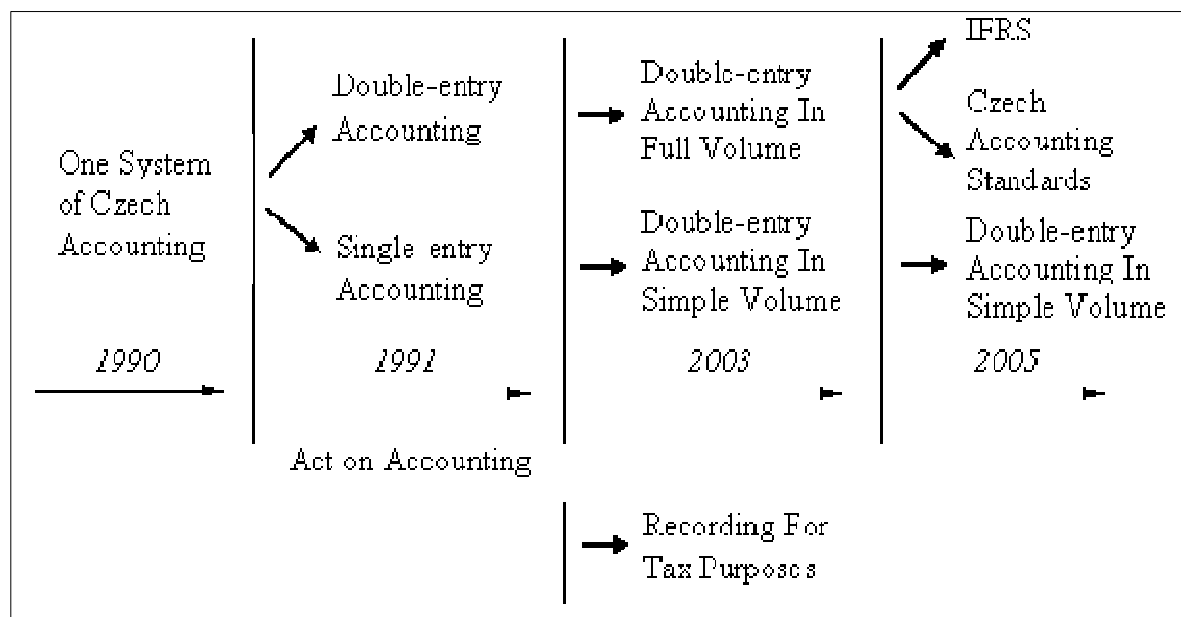 One System
of Czech
Accounting
1990
Double-entry
Accounting
Single entry
Accounting
1991
Act on Accounting
Double-entry
Accounting In
Full Volume
Double-entry
Accounting In
Simple Volume
2003
Recording For
Tax Purposes
IFRS
Czech
Accounting
Standards
Double-entry
Accounting In
Simple Volume
2005